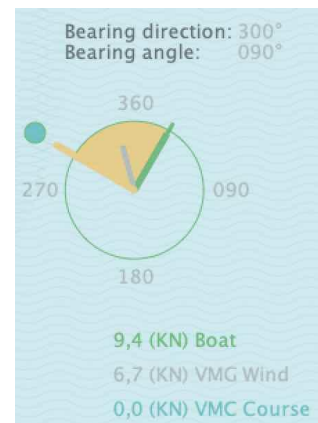 Bearing direction: 300°
Bearing angle: 090°
360
270
090
180
9,4 (KN) Boat
6,7 (KN) VMG Wind
0,0 (KN) VMC Course